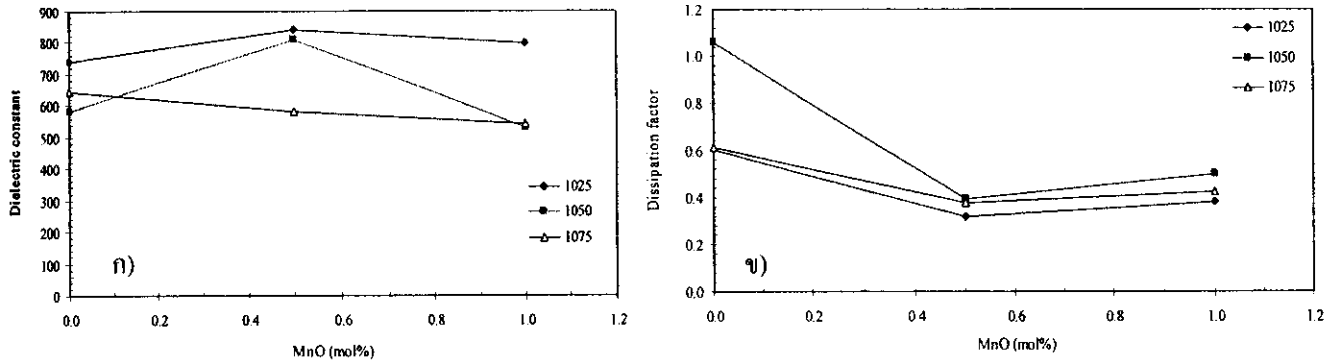 900
800
700
600
500
400
300
200
100
0
Dielectric constant
0.0 0.2 0.4 0.6 0.8 1.0 1.2
MnO (mol%)
1025
1050
1075
ก)
1.2
1.0
0.8
0.6
0.4
0.2
0.0
Dissipation factor
0.0 0.2 0.4 0.6 0.8 1.0 1.2
MnO (mol%)
1025
1050
1075
ข)